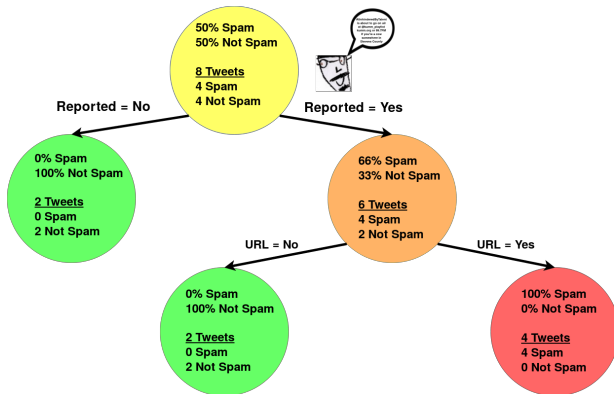 50% Spam
50% Not Spam
8 Tweets
4 Spam
4 Not Spam
Reported = No
Reported = Yes
0% Spam
100% Not Spam
2 Tweets
0 Spam
2 Not Spam
66% Spam
33% Not Spam
6 Tweets
4 Spam
2 Not Spam
URL = No
URL = Yes
0% Spam
100% Not Spam
2 Tweets
0 Spam
2 Not Spam
100% Spam
0% Not Spam
4 Tweets
4 Spam
0 Not Spam